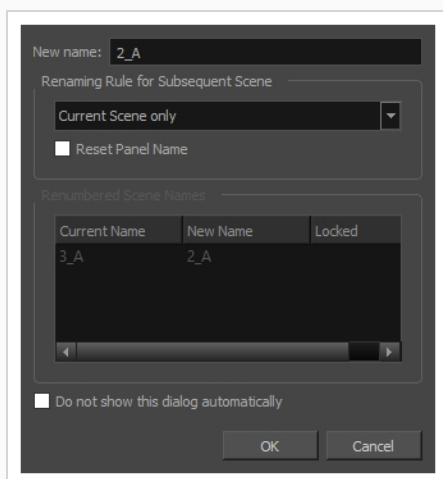 New name: 2_A
Renaming Rule for Subsequent Scene
Current Scene only
Reset Panel Name
Renumbered Scene Names
Current Name New Name Locked
3_A 2_A
Do not show this dialog automatically
OK Cancel